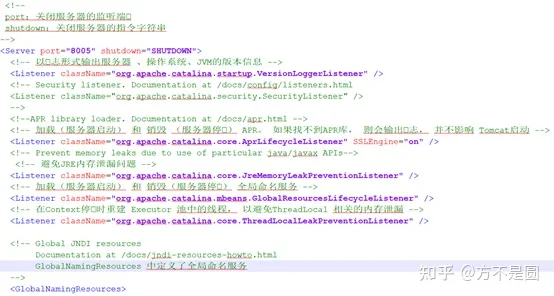 <!--
port：关闭服务器的监听端□
shutdown：关闭服务器的指令字符串
-->
<Server port="8005" shutdown="SHUTDOWN">
<!-- 以□志形式输出服务器 、操作系统、JVM的版本信息 -->
<Listener className="org.apache.catalina.startup.VersionLoggerListener" />
<!-- Security listener. Documentation at /docs/config/listeners.html
<Listener className="org.apache.catalina.security.SecurityListener" />
-->
<!--APR library loader. Documentation at /docs/apr.html -->
<!-- 加载（服务器启动） 和 销毁 （服务器停□） APR。 如果找不到APR库， 则会输出□志， 并不影响 Tomcat启动 -->
<Listener className="org.apache.catalina.core.AprLifecycleListener" SSLEngine="on" />
<!-- Prevent memory leaks due to use of particular java/javax APIs-->
<!-- 避免JRE内存泄漏问题 -->
<Listener className="org.apache.catalina.core.JreMemoryLeakPreventionListener" />
<!-- 加载（服务器启动） 和 销毁（服务器停□） 全局命名服务 -->
<Listener className="org.apache.catalina.mbeans.GlobalResourcesLifecycleListener" />
<!-- 在Context停□时重建 Executor 池中的线程， 以避免ThreadLocal 相关的内存泄漏 -->
<Listener className="org.apache.catalina.core.ThreadLocalLeakPreventionListener" />
<!-- Global JNDI resources
Documentation at /docs/jndi-resources-howto.html
GlobalNamingResources 中定义了全局命名服务
-->
<GlobalNamingResources>
知乎 @方不是圆